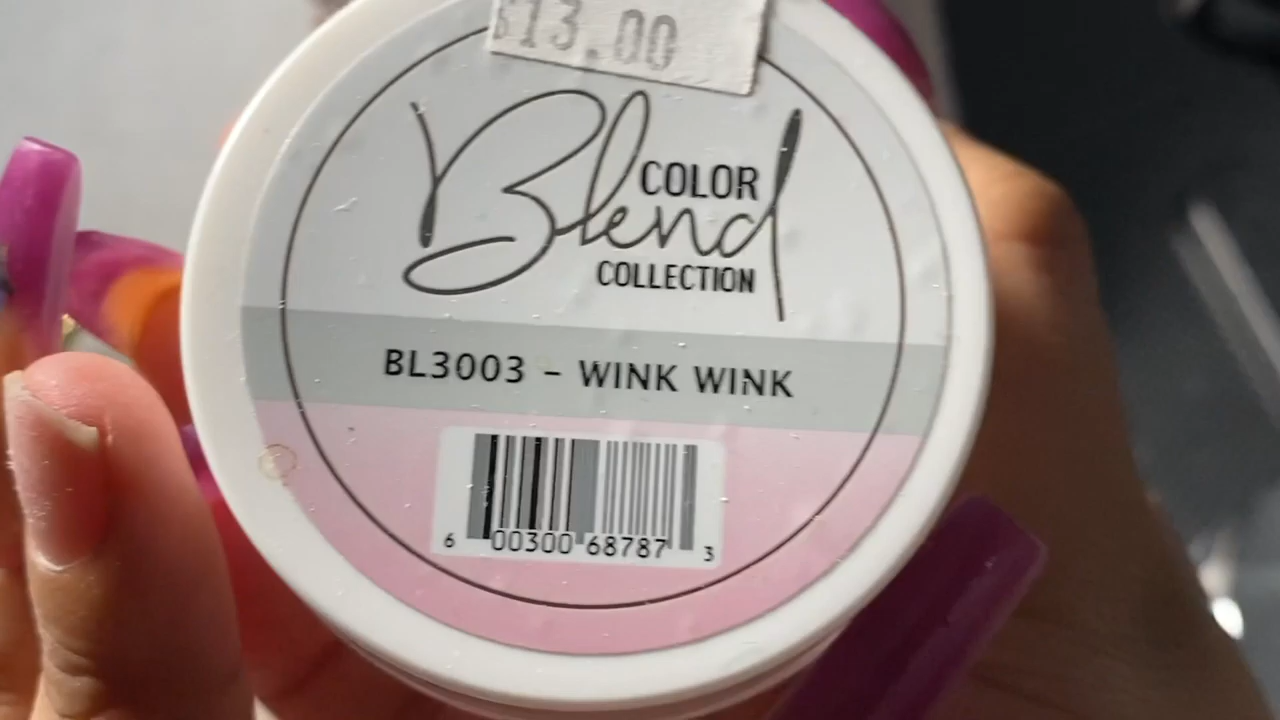 $13.00
Blend
COLOR
COLLECTION
BL3003 - WINK WINK
6 00300 68787 3